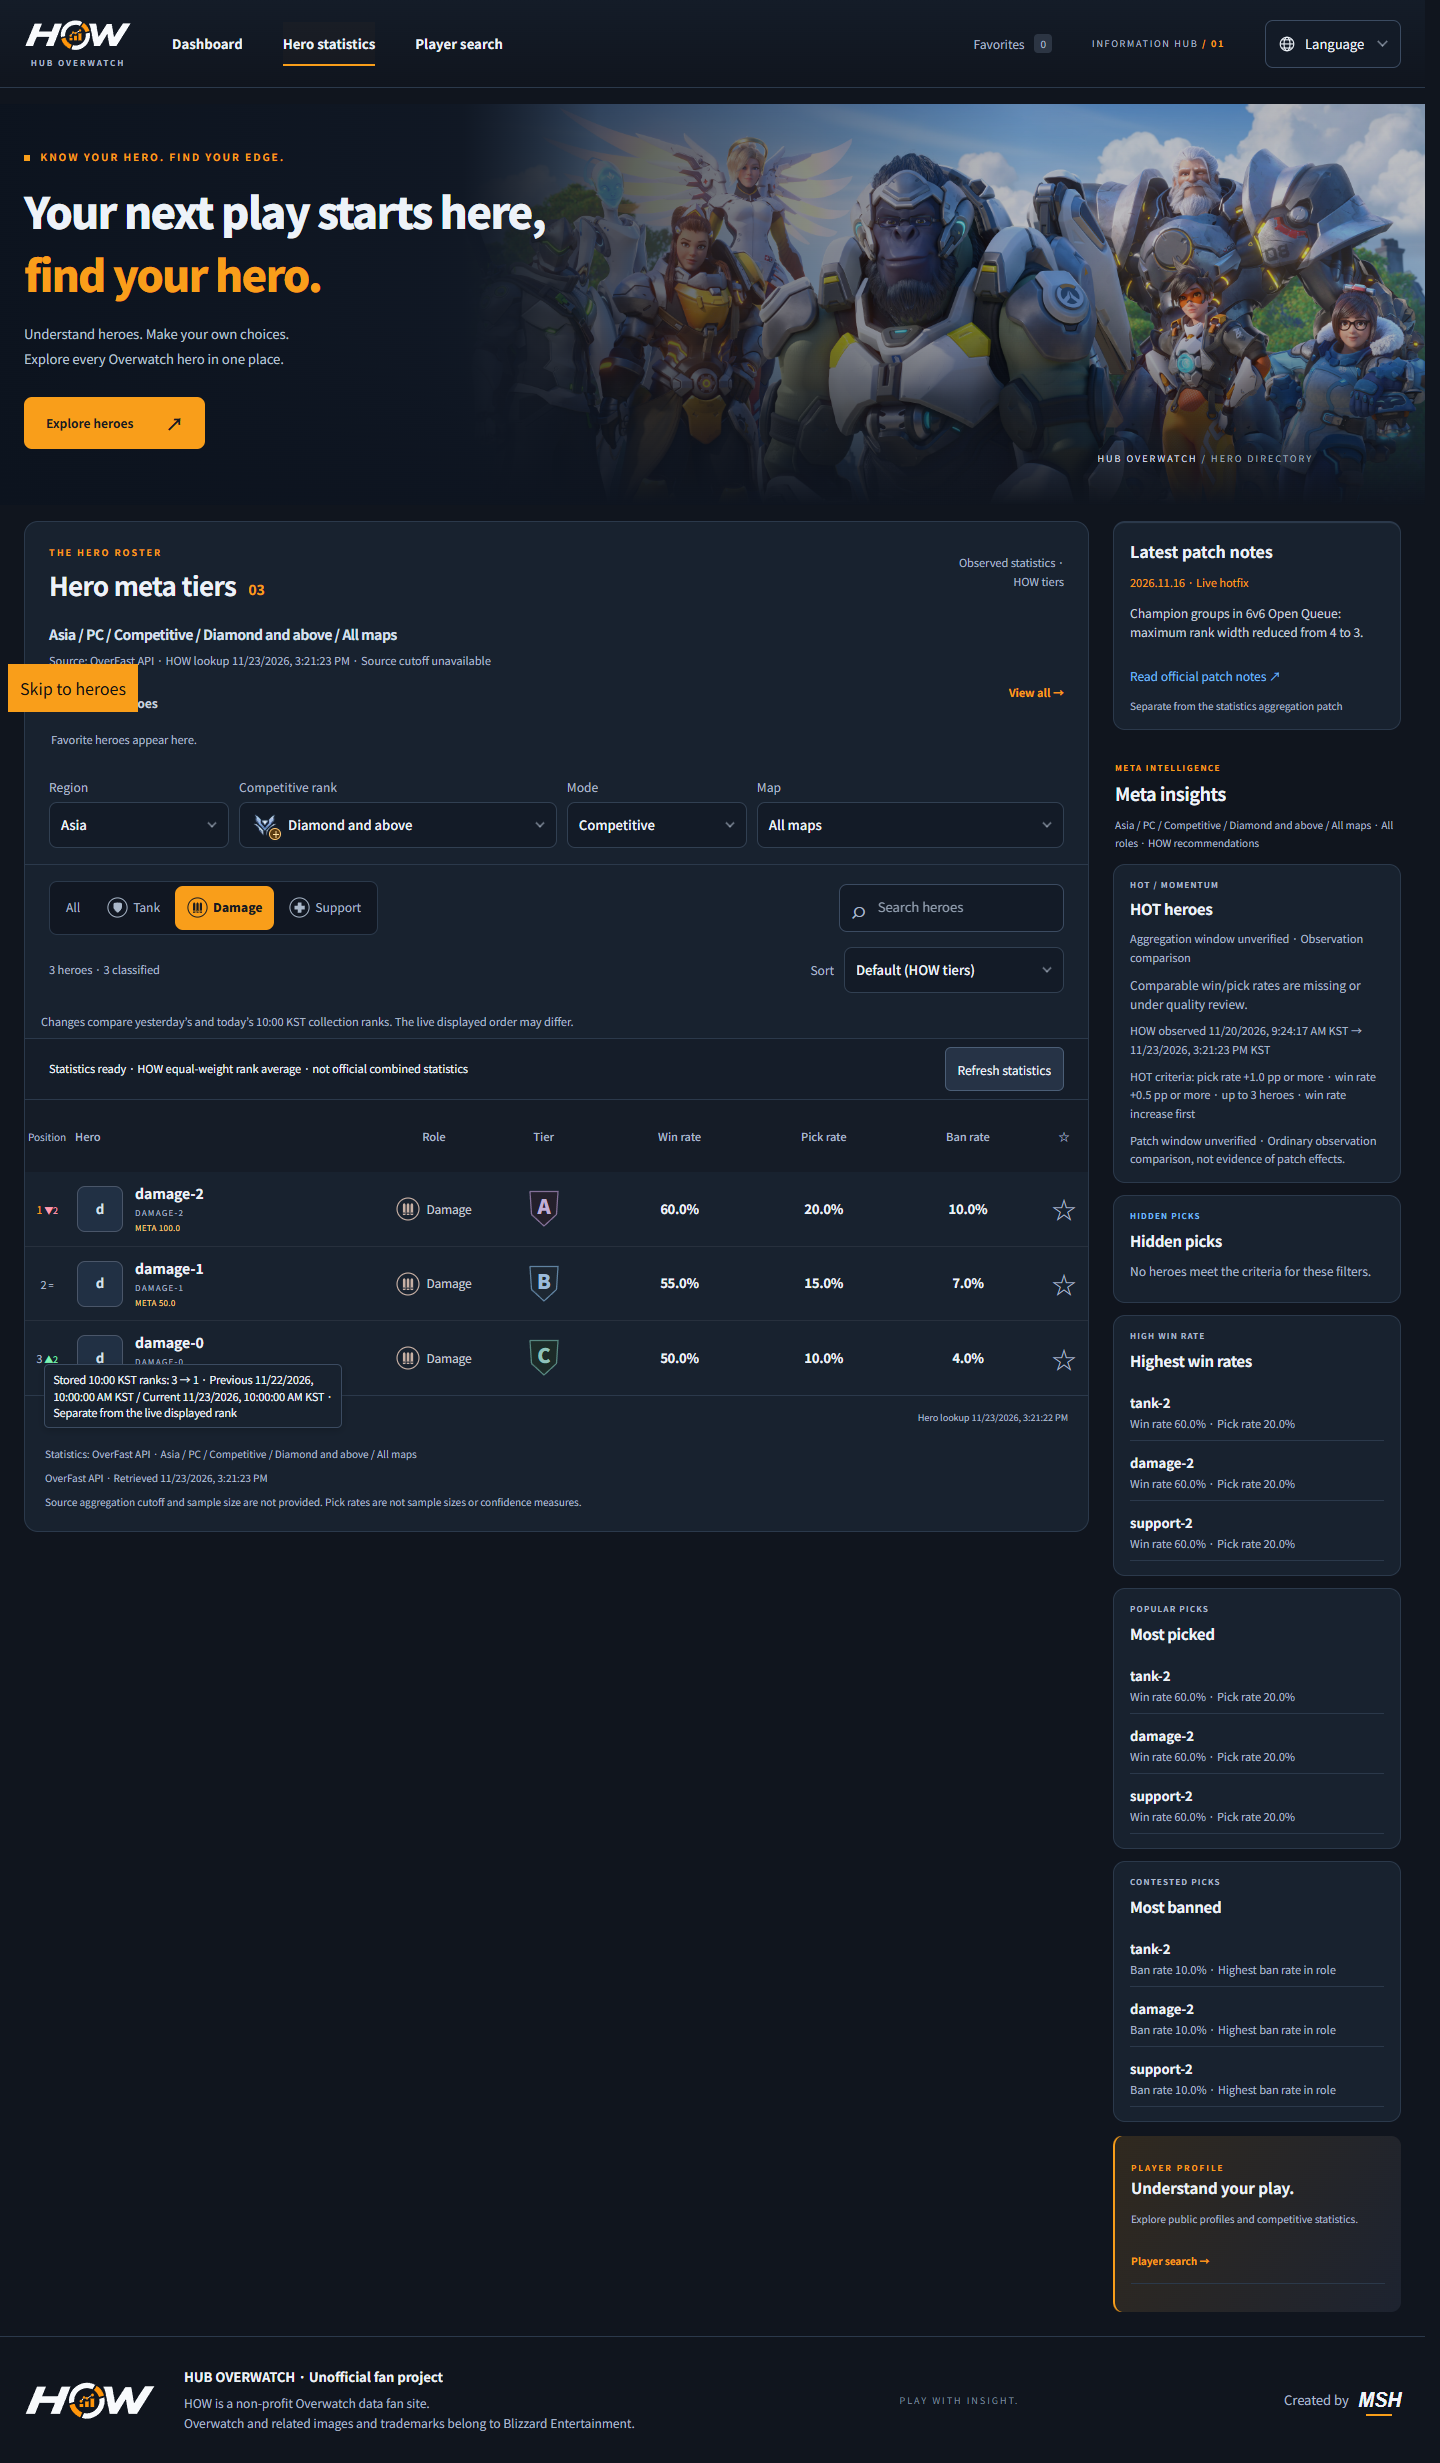 HOW
HUB OVERWATCH
Dashboard
Hero statistics
Player search
Favorites 0
INFORMATION HUB / 01
Language
KNOW YOUR HERO. FIND YOUR EDGE.
Your next play starts here,
find your hero.
Understand heroes. Make your own choices.
Explore every Overwatch hero in one place.
Explore heroes ↗
HUB OVERWATCH / HERO DIRECTORY
THE HERO ROSTER
Hero meta tiers 03
Observed statistics ·
HOW tiers
Asia / PC / Competitive / Diamond and above / All maps
Source: OverFast API · HOW lookup 11/23/2026, 3:21:23 PM · Source cutoff unavailable
Skip to heroes
oes
View all →
Favorite heroes appear here.
Region
Competitive rank
Mode
Map
Asia
Diamond and above
Competitive
All maps
All
Tank
Damage
Support
Search heroes
3 heroes · 3 classified
Sort
Default (HOW tiers)
Changes compare yesterday's and today's 10:00 KST collection ranks. The live displayed order may differ.
Statistics ready · HOW equal-weight rank average · not official combined statistics
Refresh statistics
Position Hero Role Tier Win rate Pick rate Ban rate ☆
1 ▼2 d damage-2 Damage A 60.0% 20.0% 10.0% ☆
DAMAGE-2
META 100.0
2 = d damage-1 Damage B 55.0% 15.0% 7.0% ☆
DAMAGE-1
META 50.0
3 ▲2 d damage-0 Damage C 50.0% 10.0% 4.0% ☆
DAMAGE-0
Stored 10:00 KST ranks: 3 → 1 · Previous 11/22/2026,
10:00:00 AM KST / Current 11/23/2026, 10:00:00 AM KST ·
Separate from the live displayed rank
Hero lookup 11/23/2026, 3:21:22 PM
Statistics: OverFast API · Asia / PC / Competitive / Diamond and above / All maps
OverFast API · Retrieved 11/23/2026, 3:21:23 PM
Source aggregation cutoff and sample size are not provided. Pick rates are not sample sizes or confidence measures.
Latest patch notes
2026.11.16 · Live hotfix
Champion groups in 6v6 Open Queue:
maximum rank width reduced from 4 to 3.
Read official patch notes ↗
Separate from the statistics aggregation patch
META INTELLIGENCE
Meta insights
Asia / PC / Competitive / Diamond and above / All maps · All
roles · HOW recommendations
HOT / MOMENTUM
HOT heroes
Aggregation window unverified · Observation
comparison
Comparable win/pick rates are missing or
under quality review.
HOW observed 11/20/2026, 9:24:17 AM KST →
11/23/2026, 3:21:23 PM KST
HOT criteria: pick rate +1.0 pp or more · win rate
+0.5 pp or more · up to 3 heroes · win rate
increase first
Patch window unverified · Ordinary observation
comparison, not evidence of patch effects.
HIDDEN PICKS
Hidden picks
No heroes meet the criteria for these filters.
HIGH WIN RATE
Highest win rates
tank-2
Win rate 60.0% · Pick rate 20.0%
damage-2
Win rate 60.0% · Pick rate 20.0%
support-2
Win rate 60.0% · Pick rate 20.0%
POPULAR PICKS
Most picked
tank-2
Win rate 60.0% · Pick rate 20.0%
damage-2
Win rate 60.0% · Pick rate 20.0%
support-2
Win rate 60.0% · Pick rate 20.0%
CONTESTED PICKS
Most banned
tank-2
Ban rate 10.0% · Highest ban rate in role
damage-2
Ban rate 10.0% · Highest ban rate in role
support-2
Ban rate 10.0% · Highest ban rate in role
PLAYER PROFILE
Understand your play.
Explore public profiles and competitive statistics.
Player search →
HOW
HUB OVERWATCH · Unofficial fan project
HOW is a non-profit Overwatch data fan site.
Overwatch and related images and trademarks belong to Blizzard Entertainment.
PLAY WITH INSIGHT.
Created by MSH